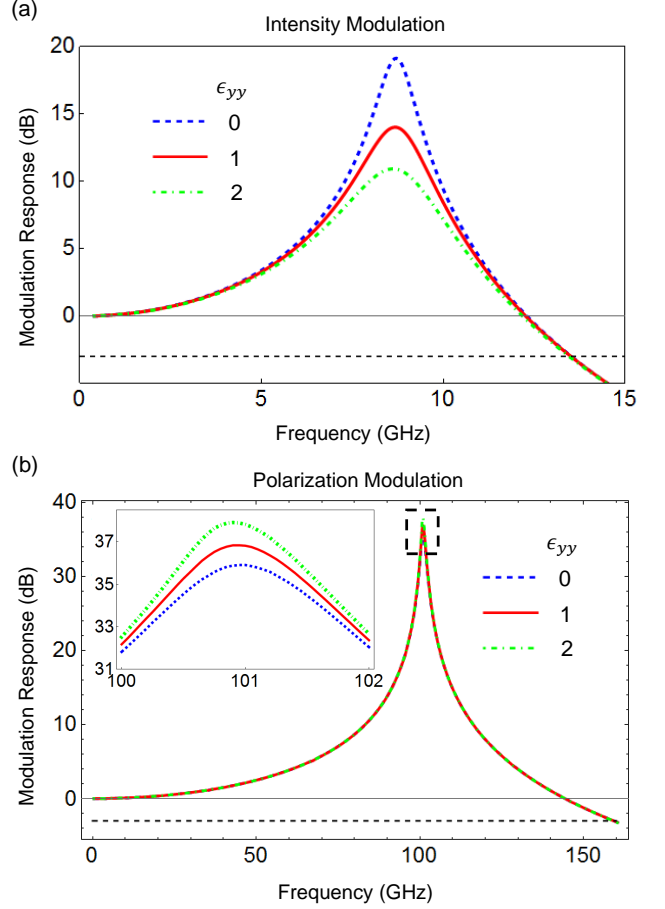 (a)
Intensity Modulation
20
15
10
5
0
Modulation Response (dB)
ϵyy
0
1
2
0 5 10 15
Frequency (GHz)
(b)
Polarization Modulation
40
30
20
10
0
Modulation Response (dB)
37
35
33
31
100 101 102
ϵyy
0
1
2
0 50 100 150
Frequency (GHz)